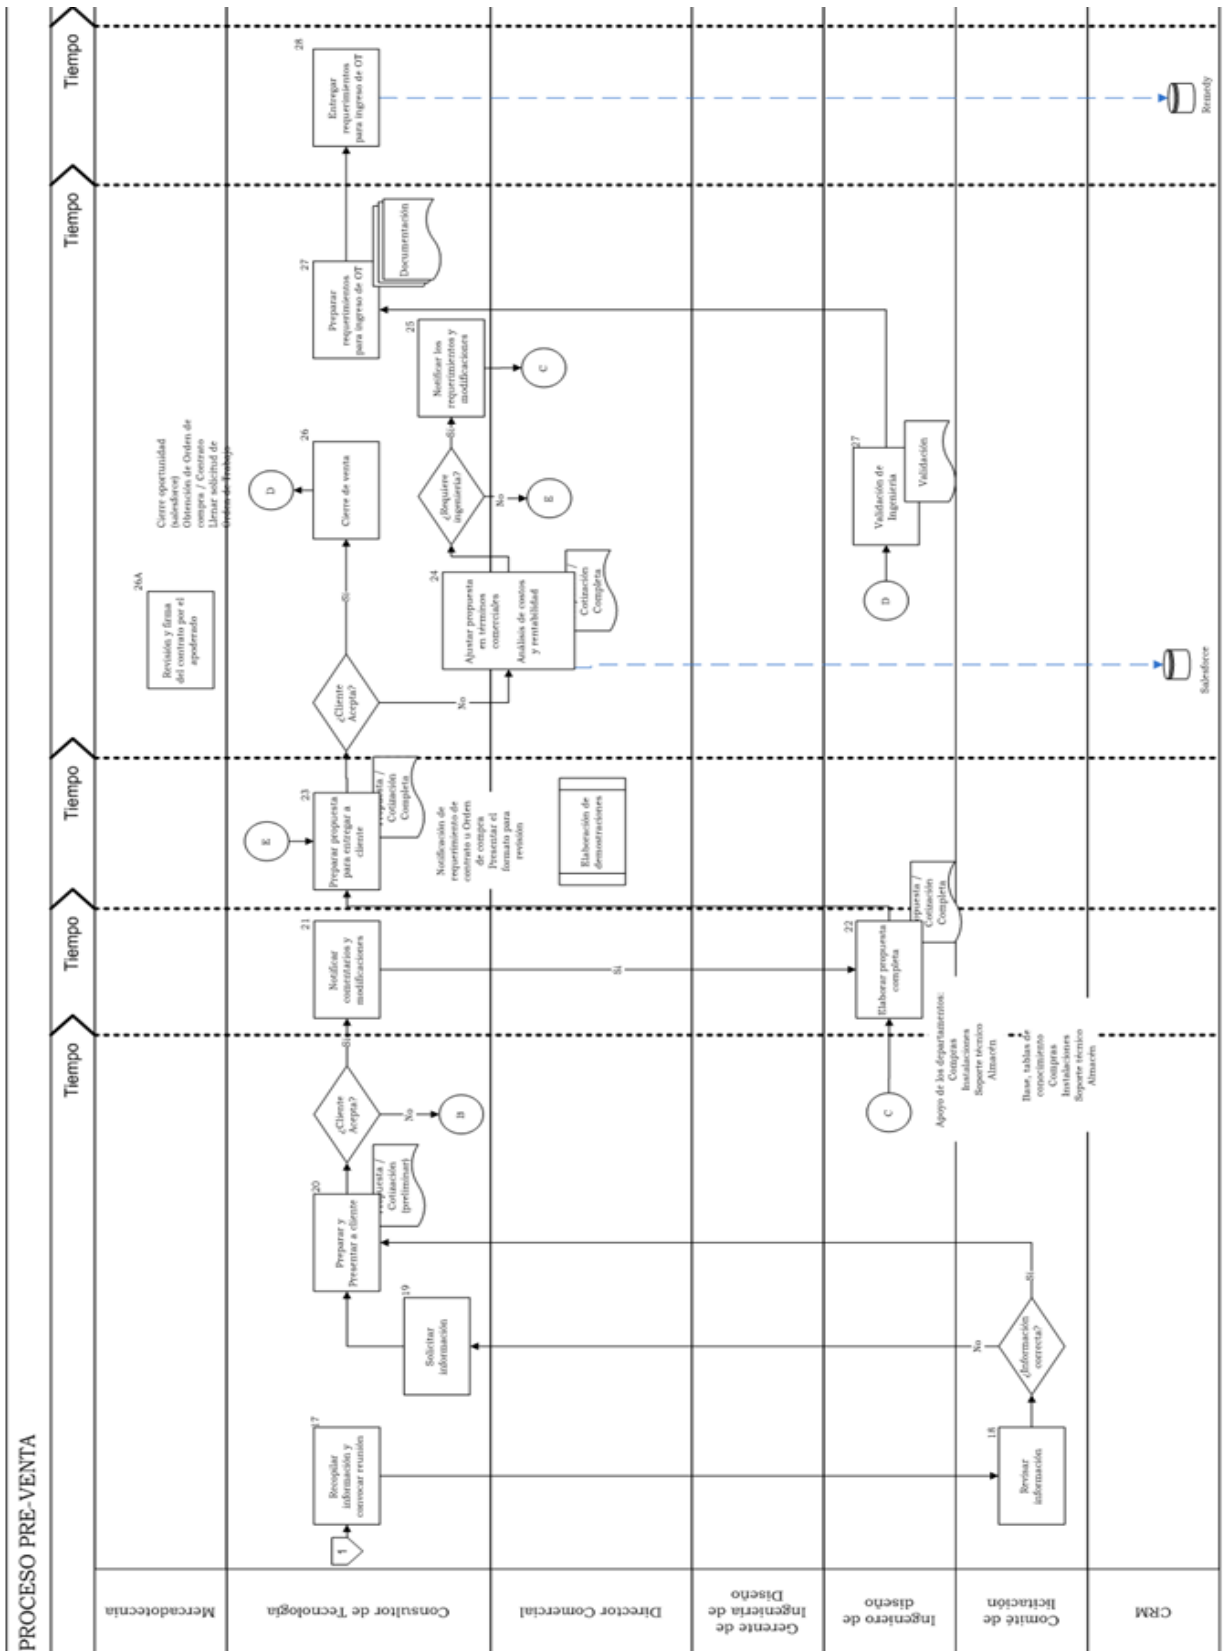 PROCESO PRE-VENTA
Tiempo
Tiempo
Tiempo
Tiempo
Tiempo
Tiempo
Mercadotecnia
Consultor de Tecnología
Director Comercial
Gerente de
Ingeniería de
Diseño
Ingeniero de
diseño
Comité de
licitación
CRM
1
17
Recopilar
información y
convocar reunión
18
Revisar
información
¿Información
correcta?
No
Si
19
Solicitar
información
20
Preparar y
Presentar a cliente
/
Cotización
(preliminar)
¿Cliente
Acepta?
No
B
Si
21
Notificar
comentarios y
modificaciones
Si
C
22
Elaborar propuesta
completa
/
Cotización
Completa
Apoyo de los departamentos:
Compras
Instalaciones
Soporte técnico
Almacén
Base, tablas de
conocimiento
Compras
Instalaciones
Soporte técnico
Almacén
E
23
Preparar propuesta
para entregar a
cliente
/
Cotización
Completa
Notificación de
requerimiento de
contrato u Orden
de compra
Presentar el
formato para
revisión
Elaboración de
demostraciones
¿Cliente
Acepta?
Si
No
26A
Revisión y firma
del contrato por el
apoderado
Cierre oportunidad
(salesforce)
Obtención de Orden de
compra / Contrato
Llenar solicitud de
Orden de Trabajo
24
Ajustar propuesta
en términos
comerciales
Análisis de costos
y rentabilidad
/
Cotización
Completa
Salesforce
¿Requiere
ingeniería?
Si
No
E
25
Notificar los
requerimientos y
modificaciones
C
26
Cierre de venta
D
D
27
Validación de
Ingeniería
Validación
27
Preparar
requerimientos
para ingreso de OT
Documentación
28
Entregar
requerimientos
para ingreso de OT
Remedy